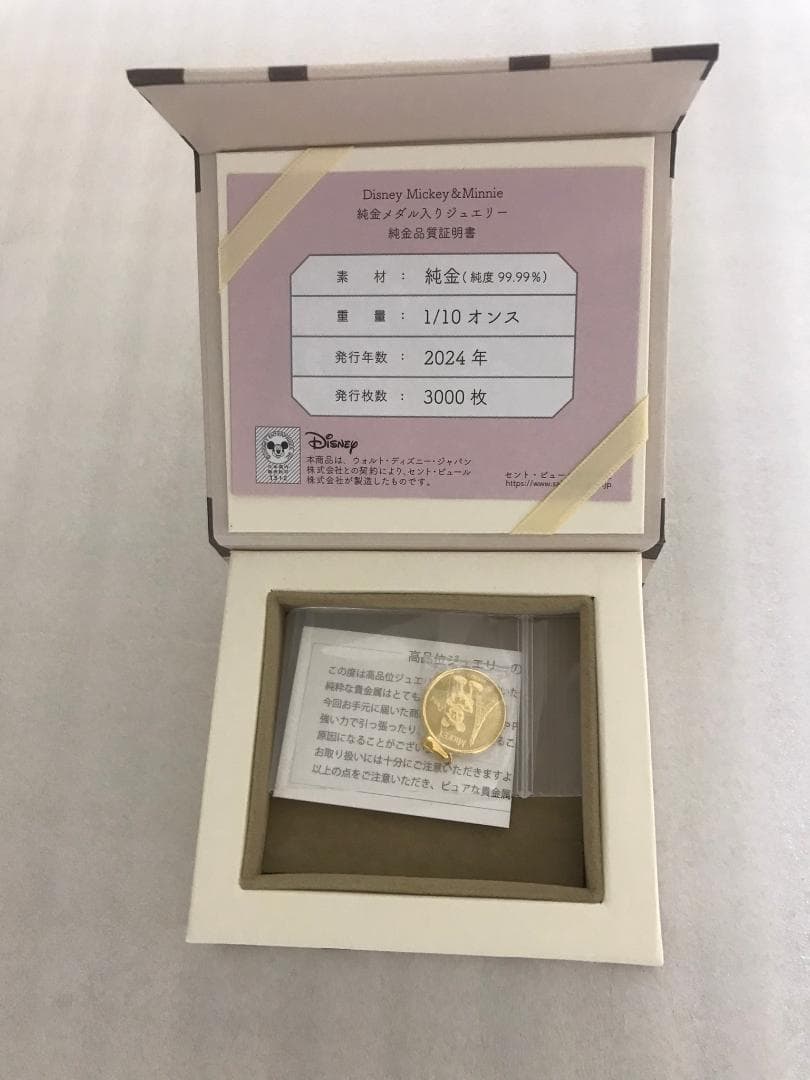 Disney Mickey&Minnie
純金メダル入りジュエリー
純金品質証明書
素 材 : 純金(純度 99.99%)
重 量 : 1/10 オンス
発行年数 : 2024 年
発行枚数 : 3000 枚
Disney
本商品は、ウォルト・ディズニー・ジャパン
株式会社との契約により、セント・ピュール
株式会社が製造したものです。
セント・ピュー
https://www.sa
JP
高品位ジュエリーの
この度は高品位ジュエ
純粋な貴金属はとても
今回お手元に届いた商
強い力で引っ張ったり、
原因になることがござい
お取り扱いには十分にご注意いただきますよ
以上の点をご注意いただき、ピュアな貴金属
MICKEY